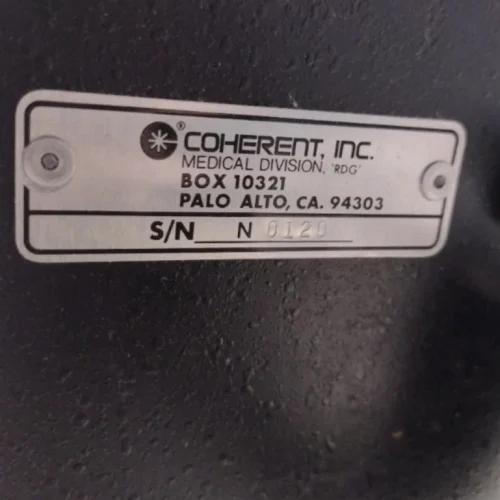 ® COHERENT, INC.
MEDICAL DIVISION, 'RDG'
BOX 10321
PALO ALTO, CA. 94303
S/N N 0120